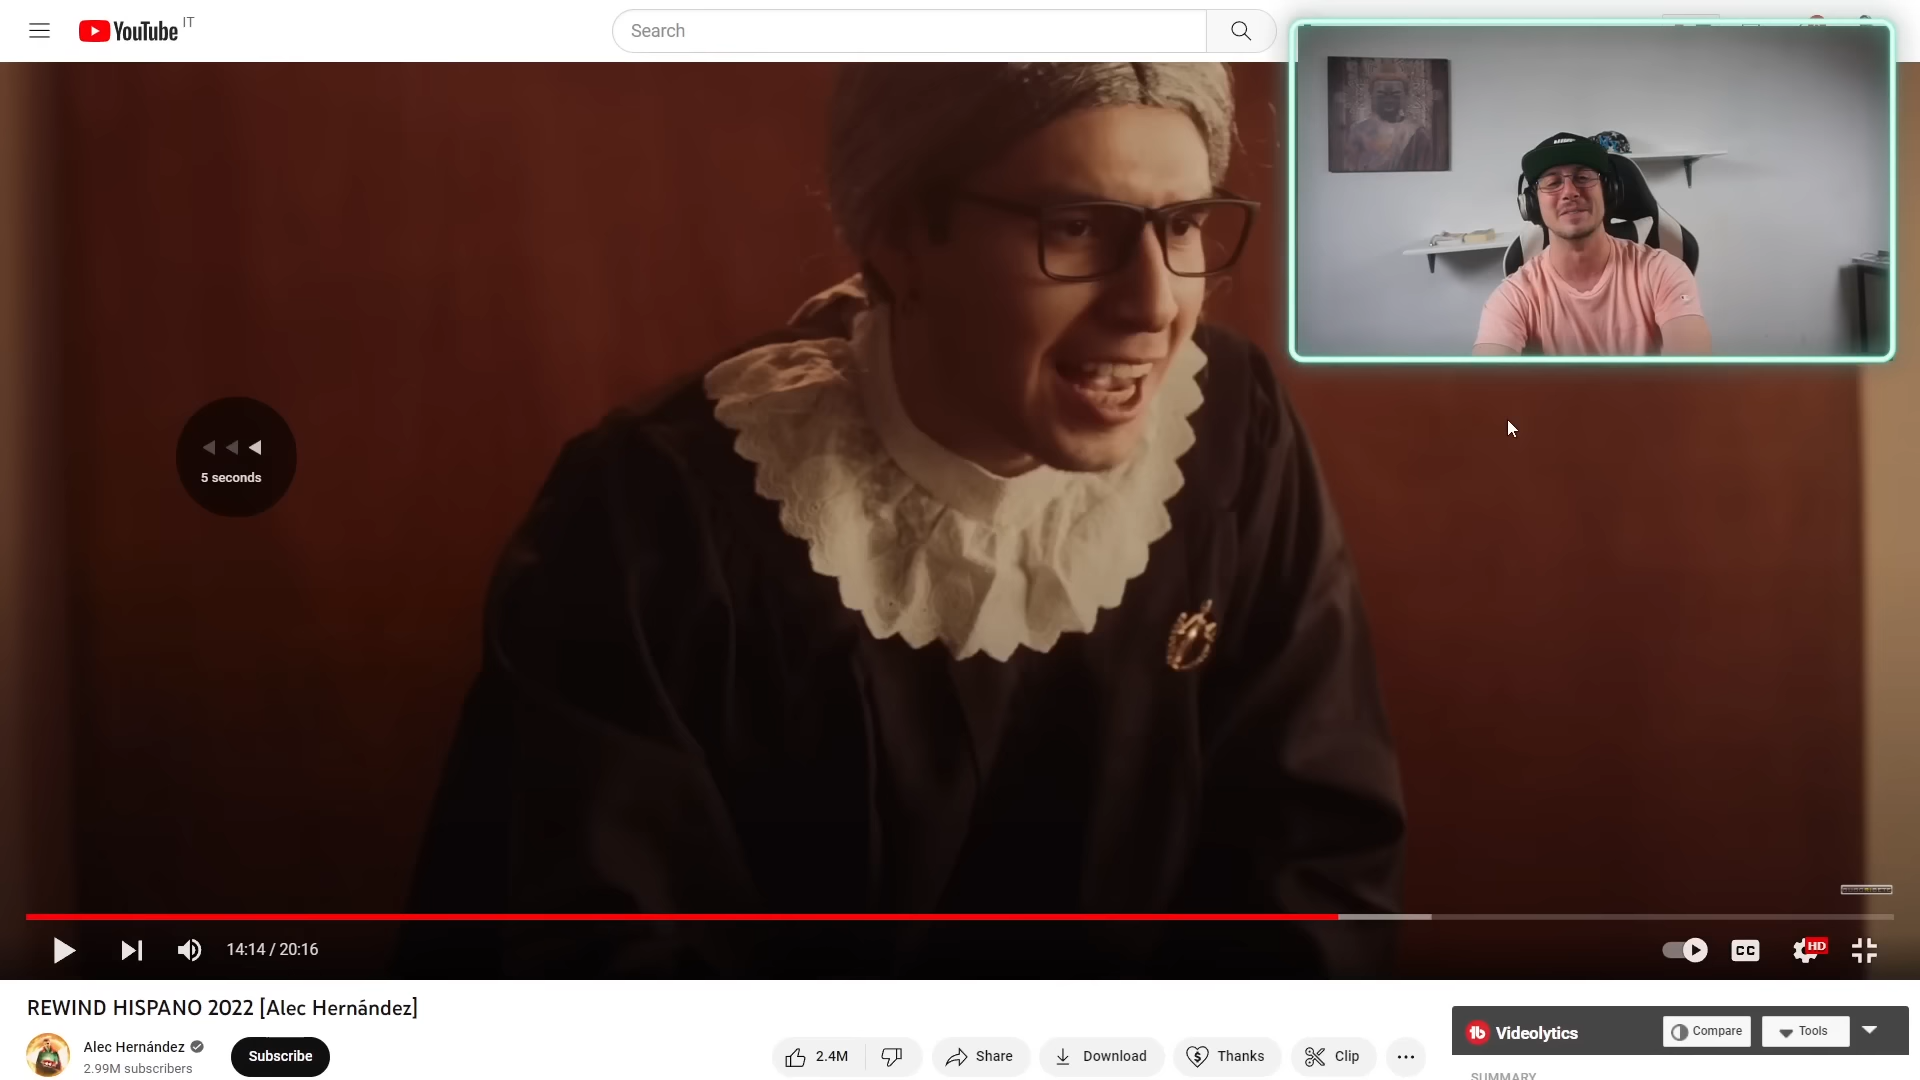 YouTube IT
Search
5 seconds
14:14 / 20:16
CC
HD
REWIND HISPANO 2022 [Alec Hernández]
Alec Hernández
2.99M subscribers
Subscribe
2.4M
Share
Download
Thanks
Clip
Videolytics
Compare
Tools
SUMMARY